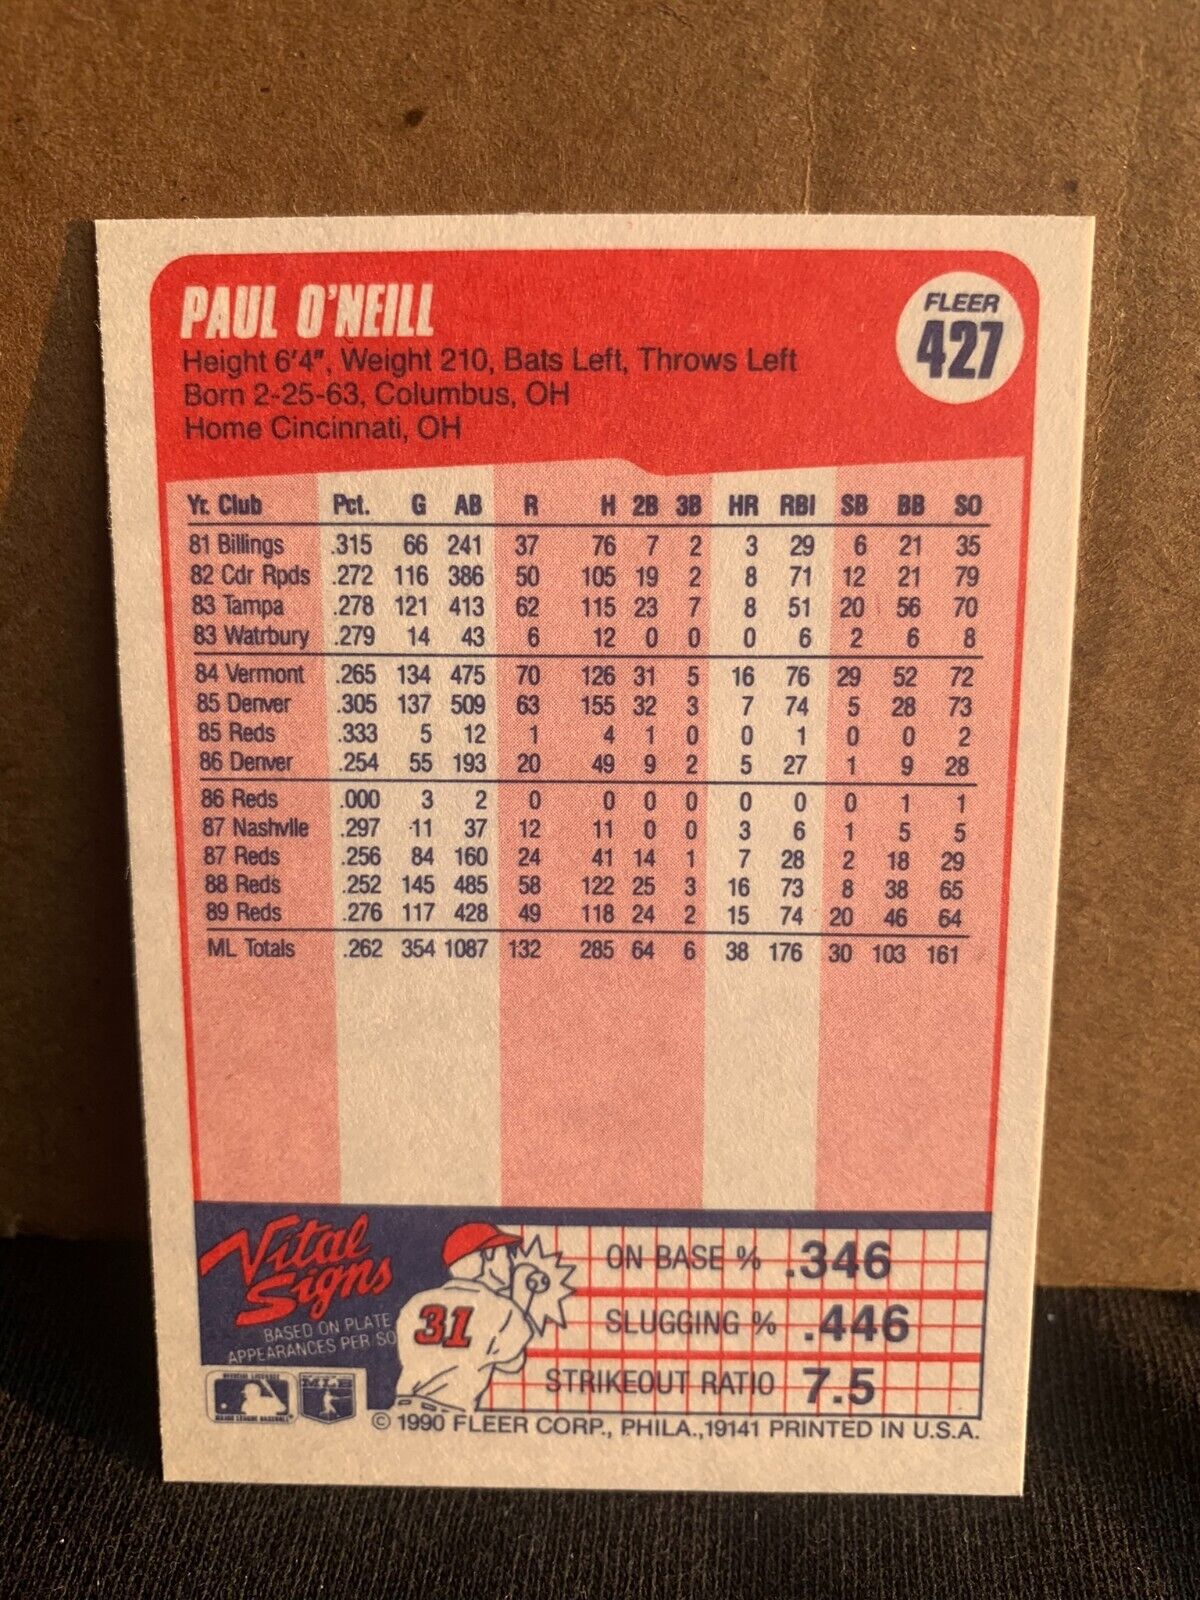 PAUL O'NEILL
Height 6'4", Weight 210, Bats Left, Throws Left
Born 2-25-63, Columbus, OH
Home Cincinnati, OH
FLEER
427
Yr. Club Pct. G AB R H 2B 3B HR RBI SB BB SO
81 Billings .315 66 241 37 76 7 2 3 29 6 21 35
82 Cdr Rpds .272 116 386 50 105 19 2 8 71 12 21 79
83 Tampa .278 121 413 62 115 23 7 8 51 20 56 70
83 Watrbury .279 14 43 6 12 0 0 0 6 2 6 8
84 Vermont .265 134 475 70 126 31 5 16 76 29 52 72
85 Denver .305 137 509 63 155 32 3 7 74 5 28 73
85 Reds .333 5 12 1 4 1 0 0 1 0 0 2
86 Denver .254 55 193 20 49 9 2 5 27 1 9 28
86 Reds .000 3 2 0 0 0 0 0 0 0 1 1
87 Nashvlle .297 11 37 12 11 0 0 3 6 1 5 5
87 Reds .256 84 160 24 41 14 1 7 28 2 18 29
88 Reds .252 145 485 58 122 25 3 16 73 8 38 65
89 Reds .276 117 428 49 118 24 2 15 74 20 46 64
ML Totals .262 354 1087 132 285 64 6 38 176 30 103 161
Vital
Signs
BASED ON PLATE
APPEARANCES PER SO
31
ON BASE % .346
SLUGGING % .446
STRIKEOUT RATIO 7.5
OFFICIAL LICENSEE
MAJOR LEAGUE BASEBALL
MLB
© 1990 FLEER CORP., PHILA.,19141 PRINTED IN U.S.A.